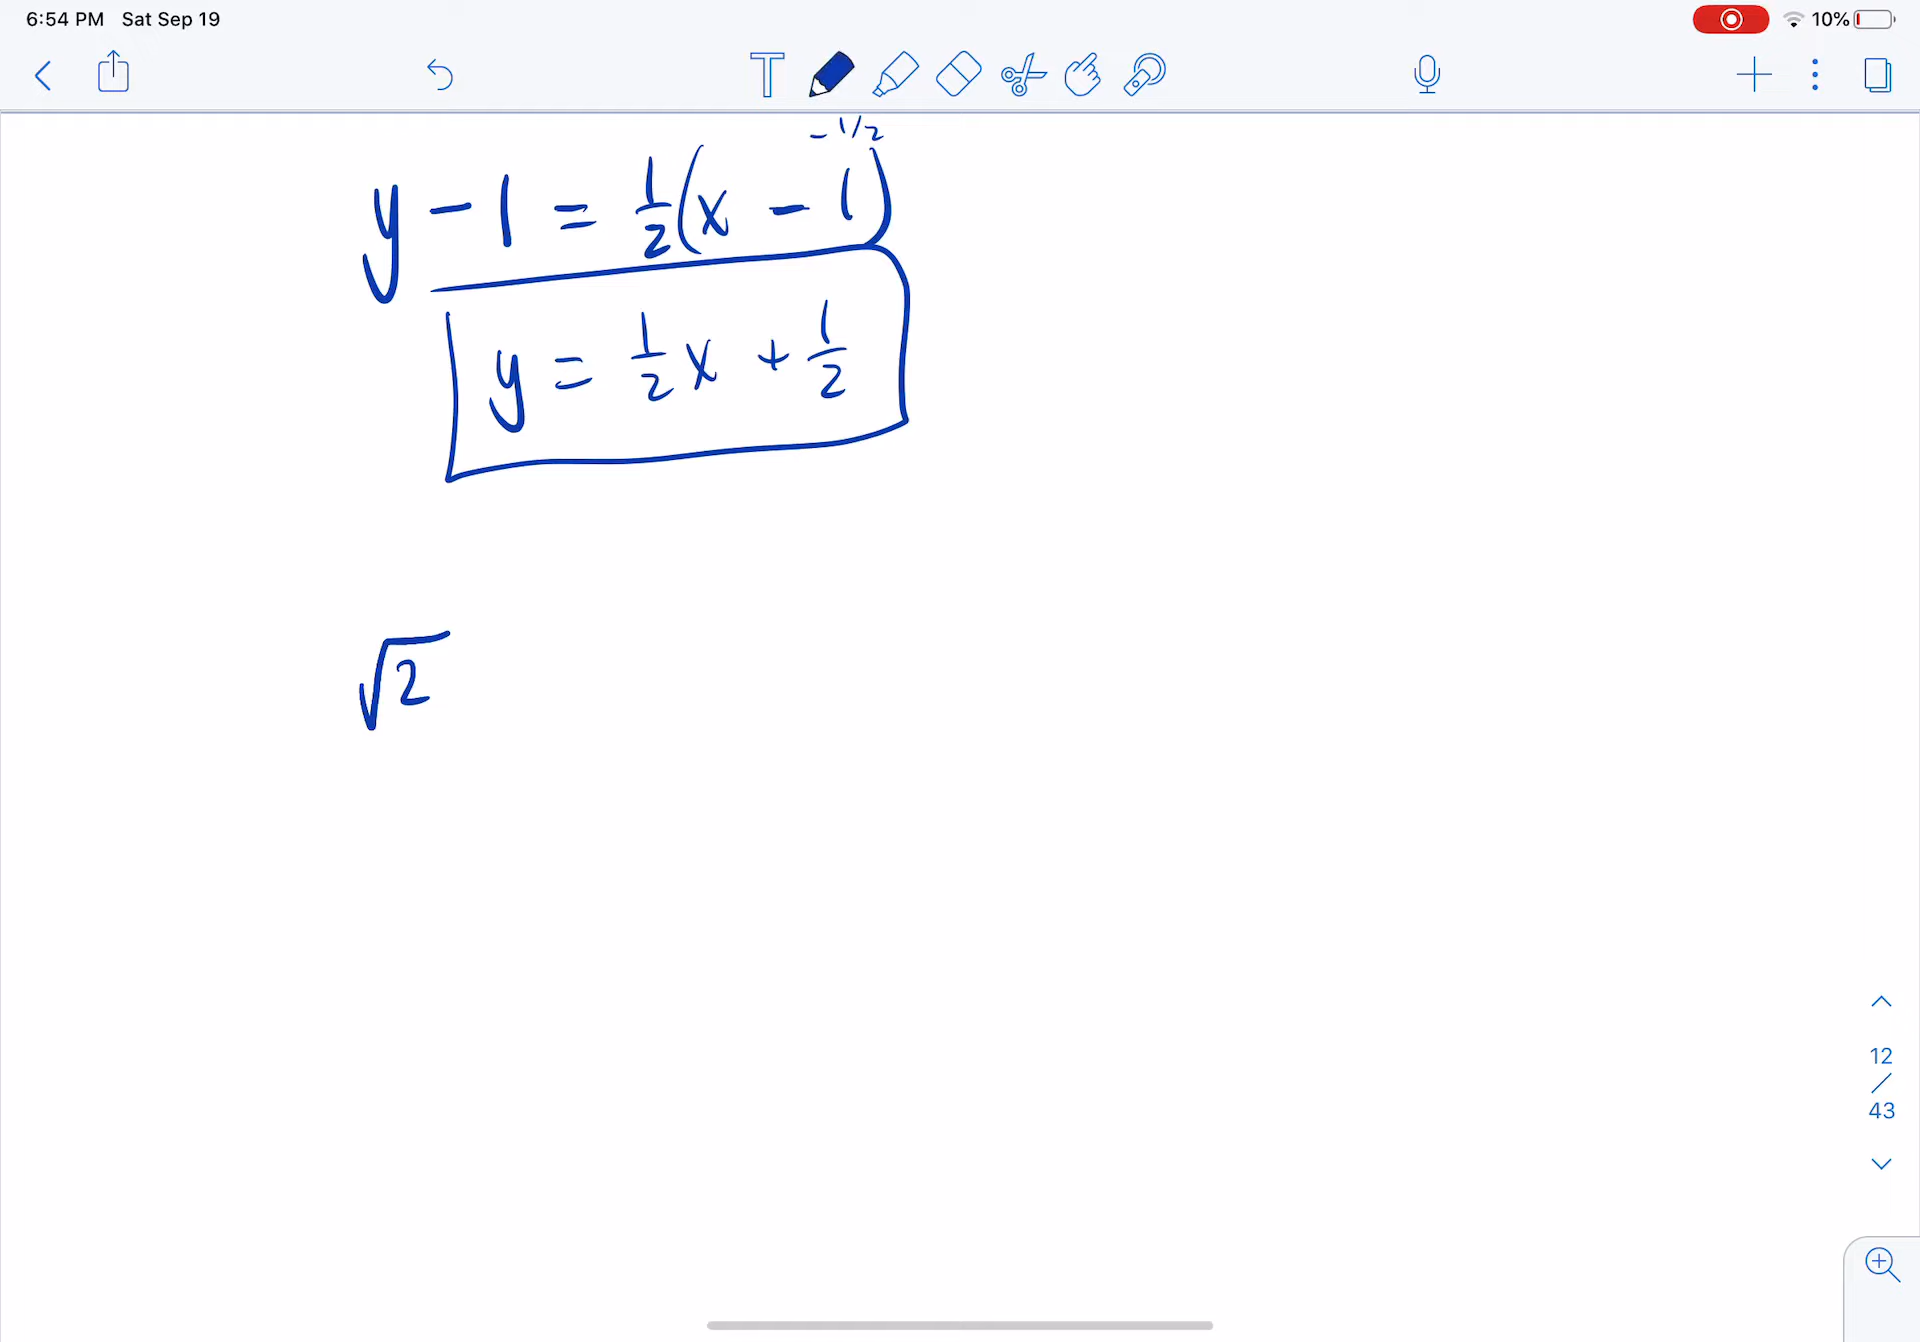 6:54 PM Sat Sep 19 10%
T
-1/2
y - 1 = 1/2 (x - 1)
y = 1/2 x + 1/2
√2
12
/
43